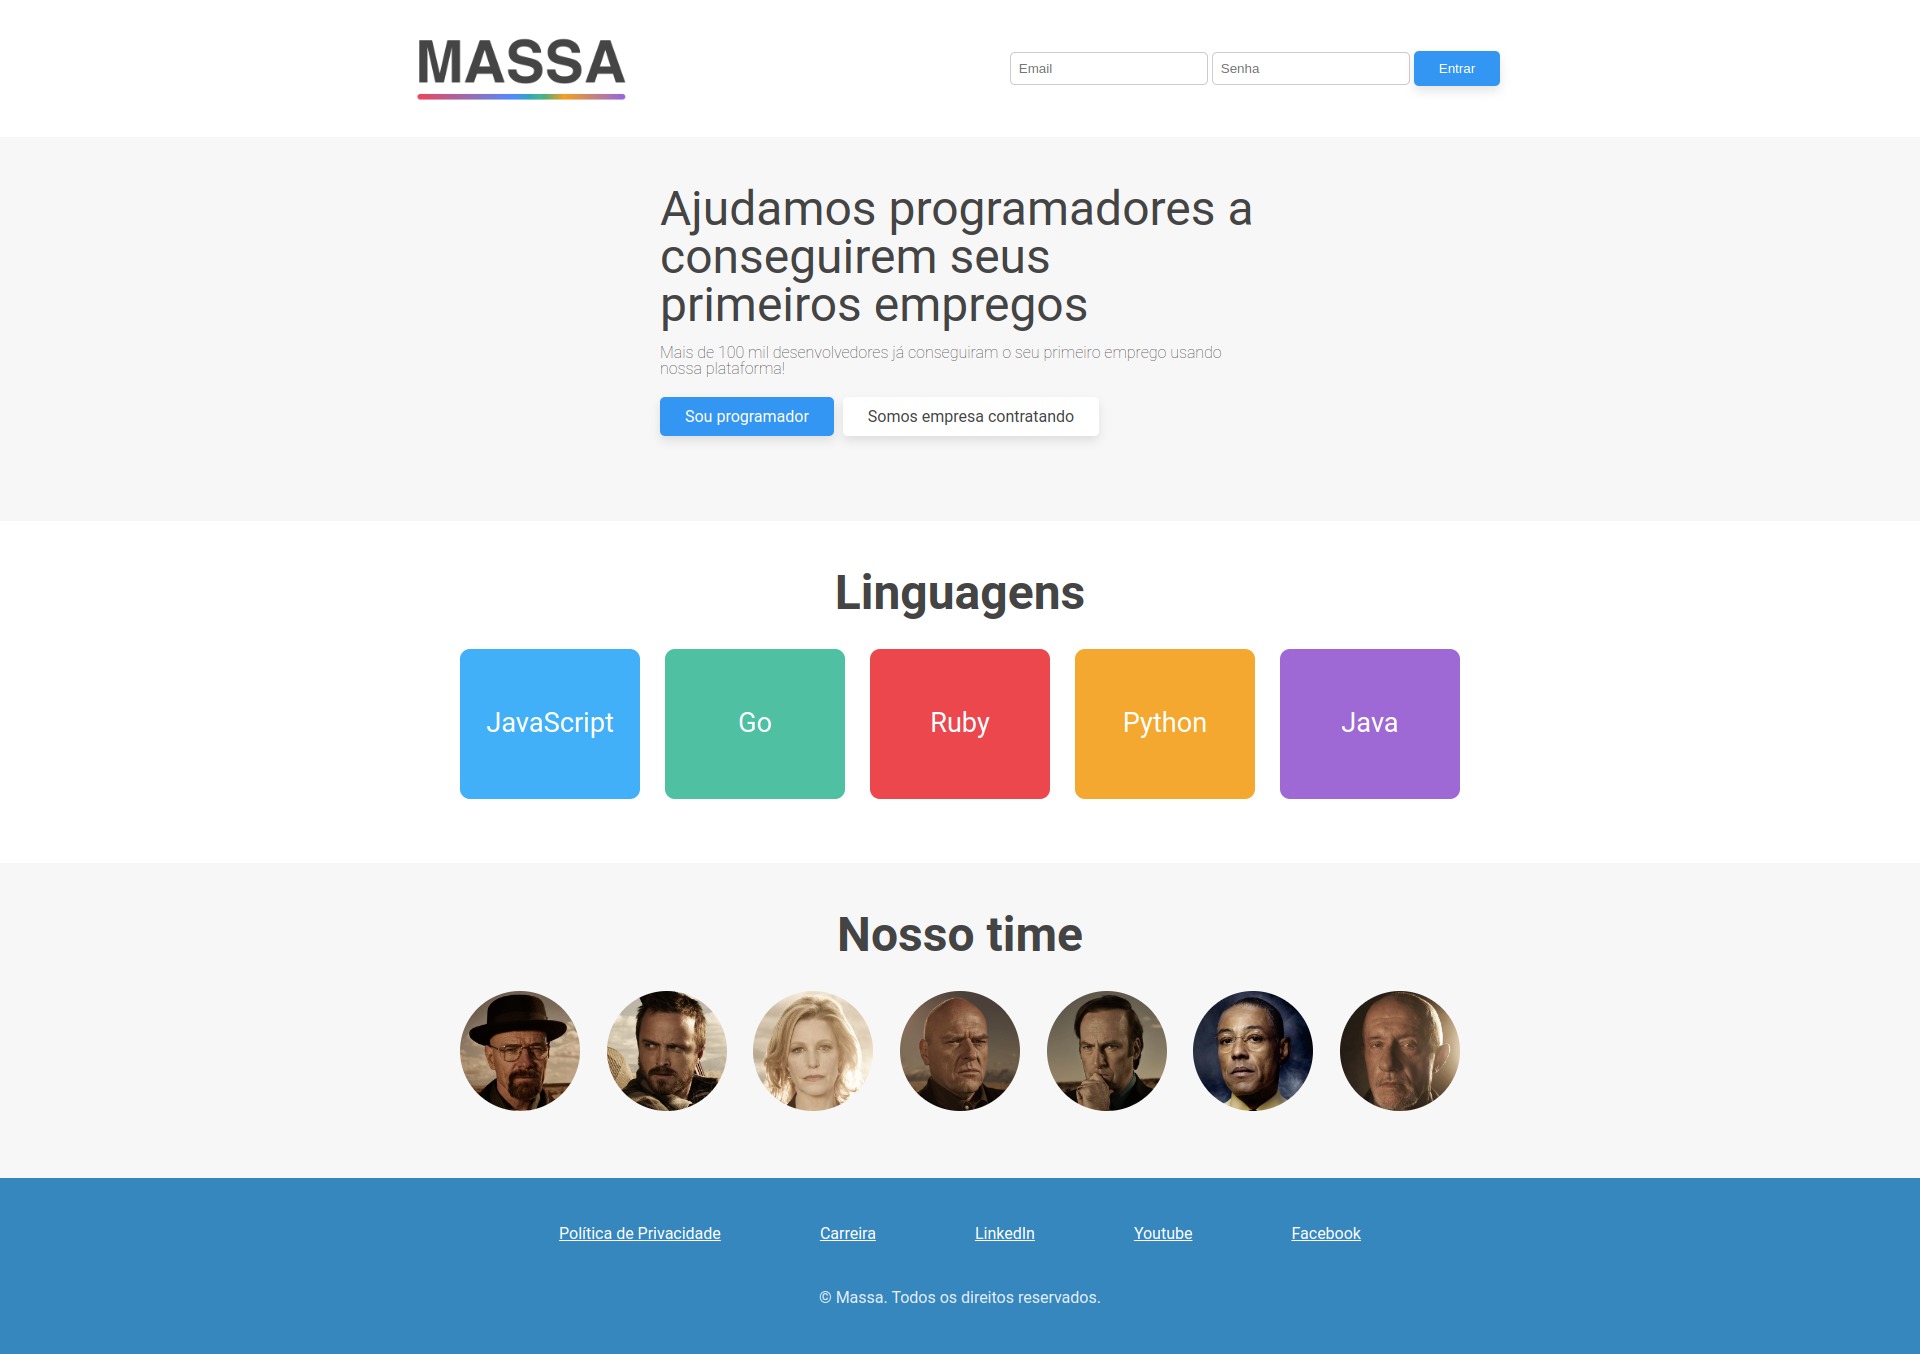 MASSA
Email
Senha
Entrar
Ajudamos programadores a
conseguirem seus
primeiros empregos
Mais de 100 mil desenvolvedores já conseguiram o seu primeiro emprego usando
nossa plataforma!
Sou programador
Somos empresa contratando
Linguagens
JavaScript
Go
Ruby
Python
Java
Nosso time
Política de Privacidade
Carreira
LinkedIn
Youtube
Facebook
© Massa. Todos os direitos reservados.